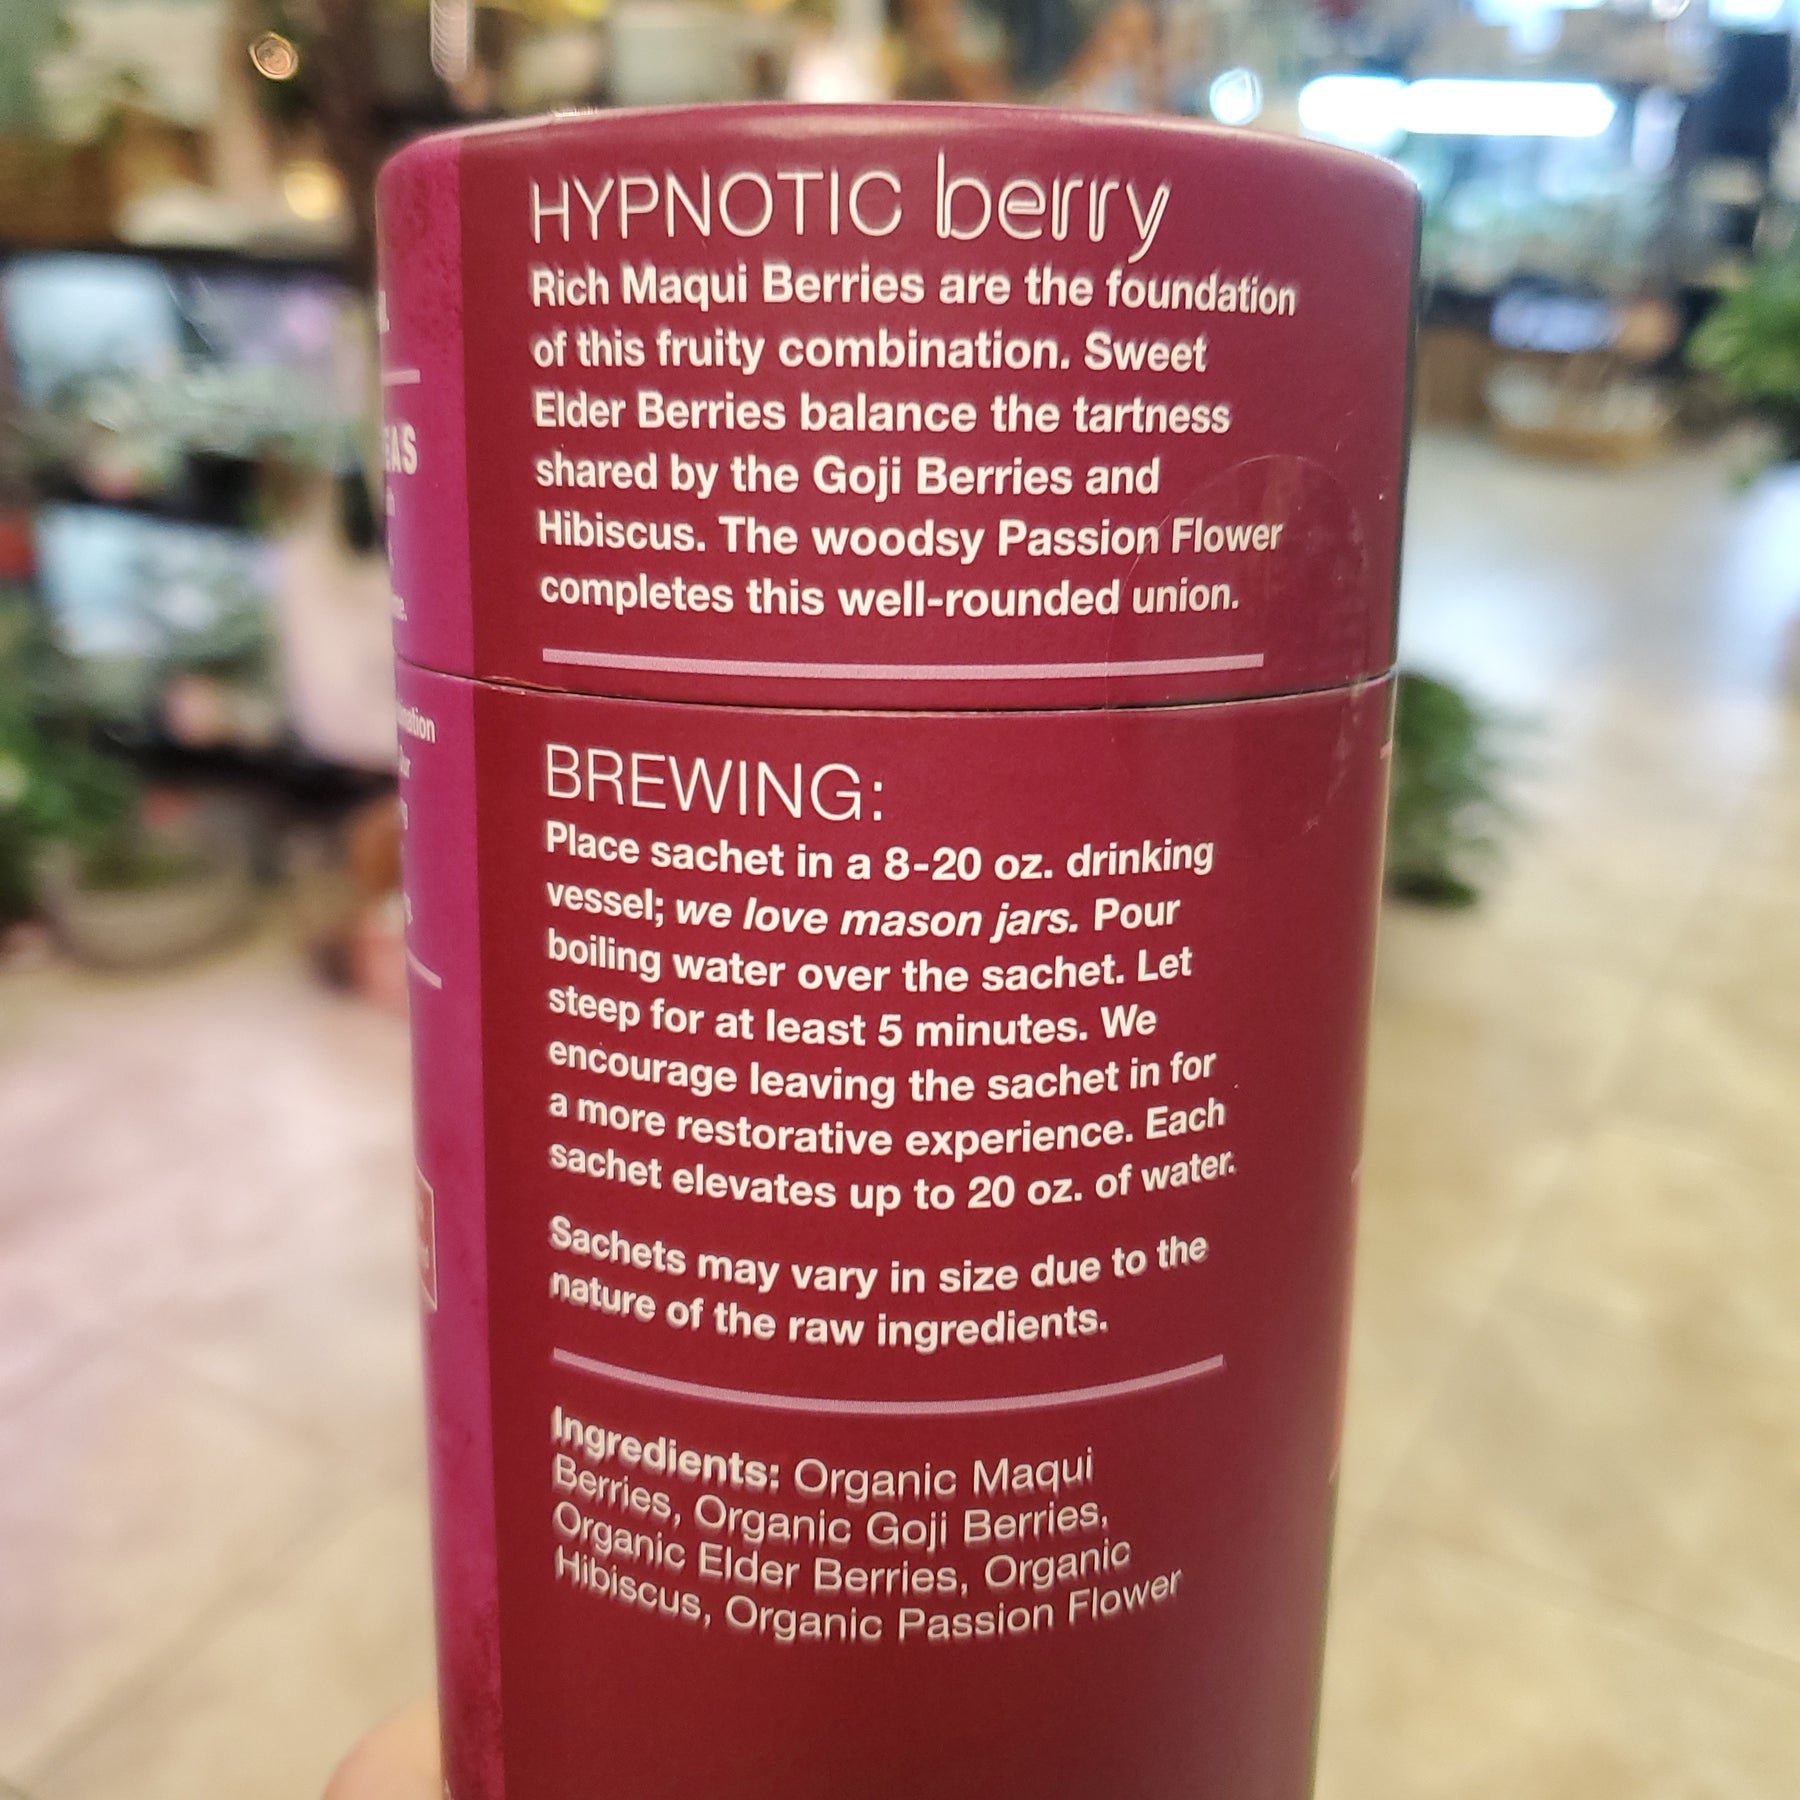 HYPNOTIC berry
Rich Maqui Berries are the foundation
of this fruity combination. Sweet
Elder Berries balance the tartness
shared by the Goji Berries and
Hibiscus. The woodsy Passion Flower
completes this well-rounded union.
BREWING:
Place sachet in a 8-20 oz. drinking
vessel; we love mason jars. Pour
boiling water over the sachet. Let
steep for at least 5 minutes. We
encourage leaving the sachet in for
a more restorative experience. Each
sachet elevates up to 20 oz. of water.
Sachets may vary in size due to the
nature of the raw ingredients.
Ingredients: Organic Maqui
Berries, Organic Goji Berries,
Organic Elder Berries, Organic
Hibiscus, Organic Passion Flower